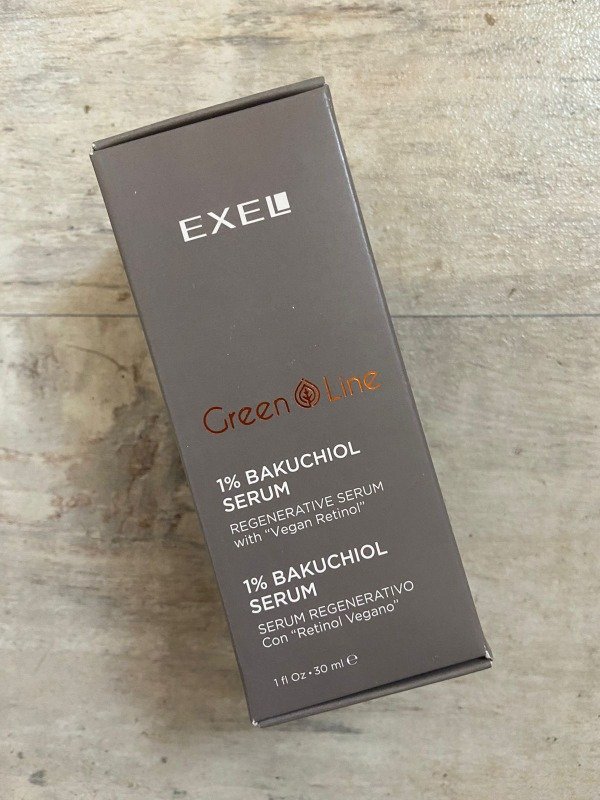 EXEL
Green Line
1% BAKUCHIOL
SERUM
REGENERATIVE SERUM
with "Vegan Retinol"
1% BAKUCHIOL
SERUM
SERUM REGENERATIVO
Con "Retinol Vegano"
1 fl Oz • 30 ml ℮